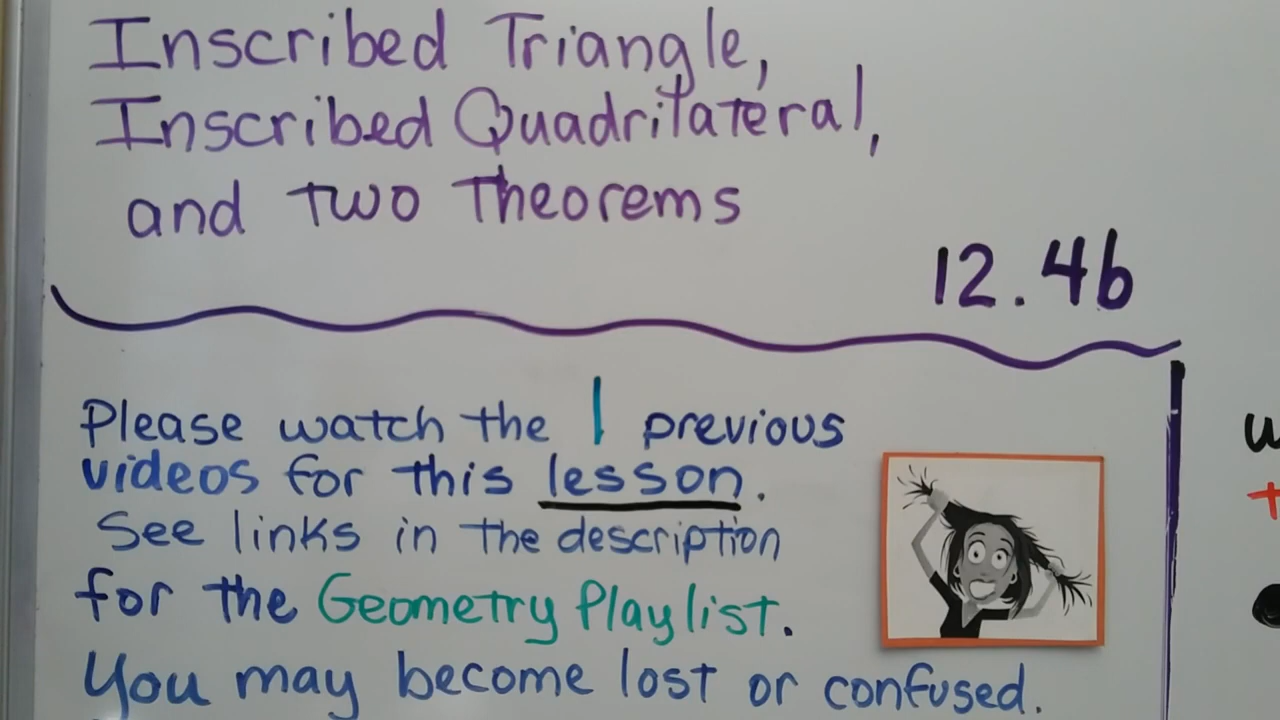 Inscribed Triangle,
Inscribed Quadrilateral,
and two Theorems
12.4b
Please watch the 1 previous
videos for this lesson.
See links in the description
for the Geometry Playlist.
You may become lost or confused.